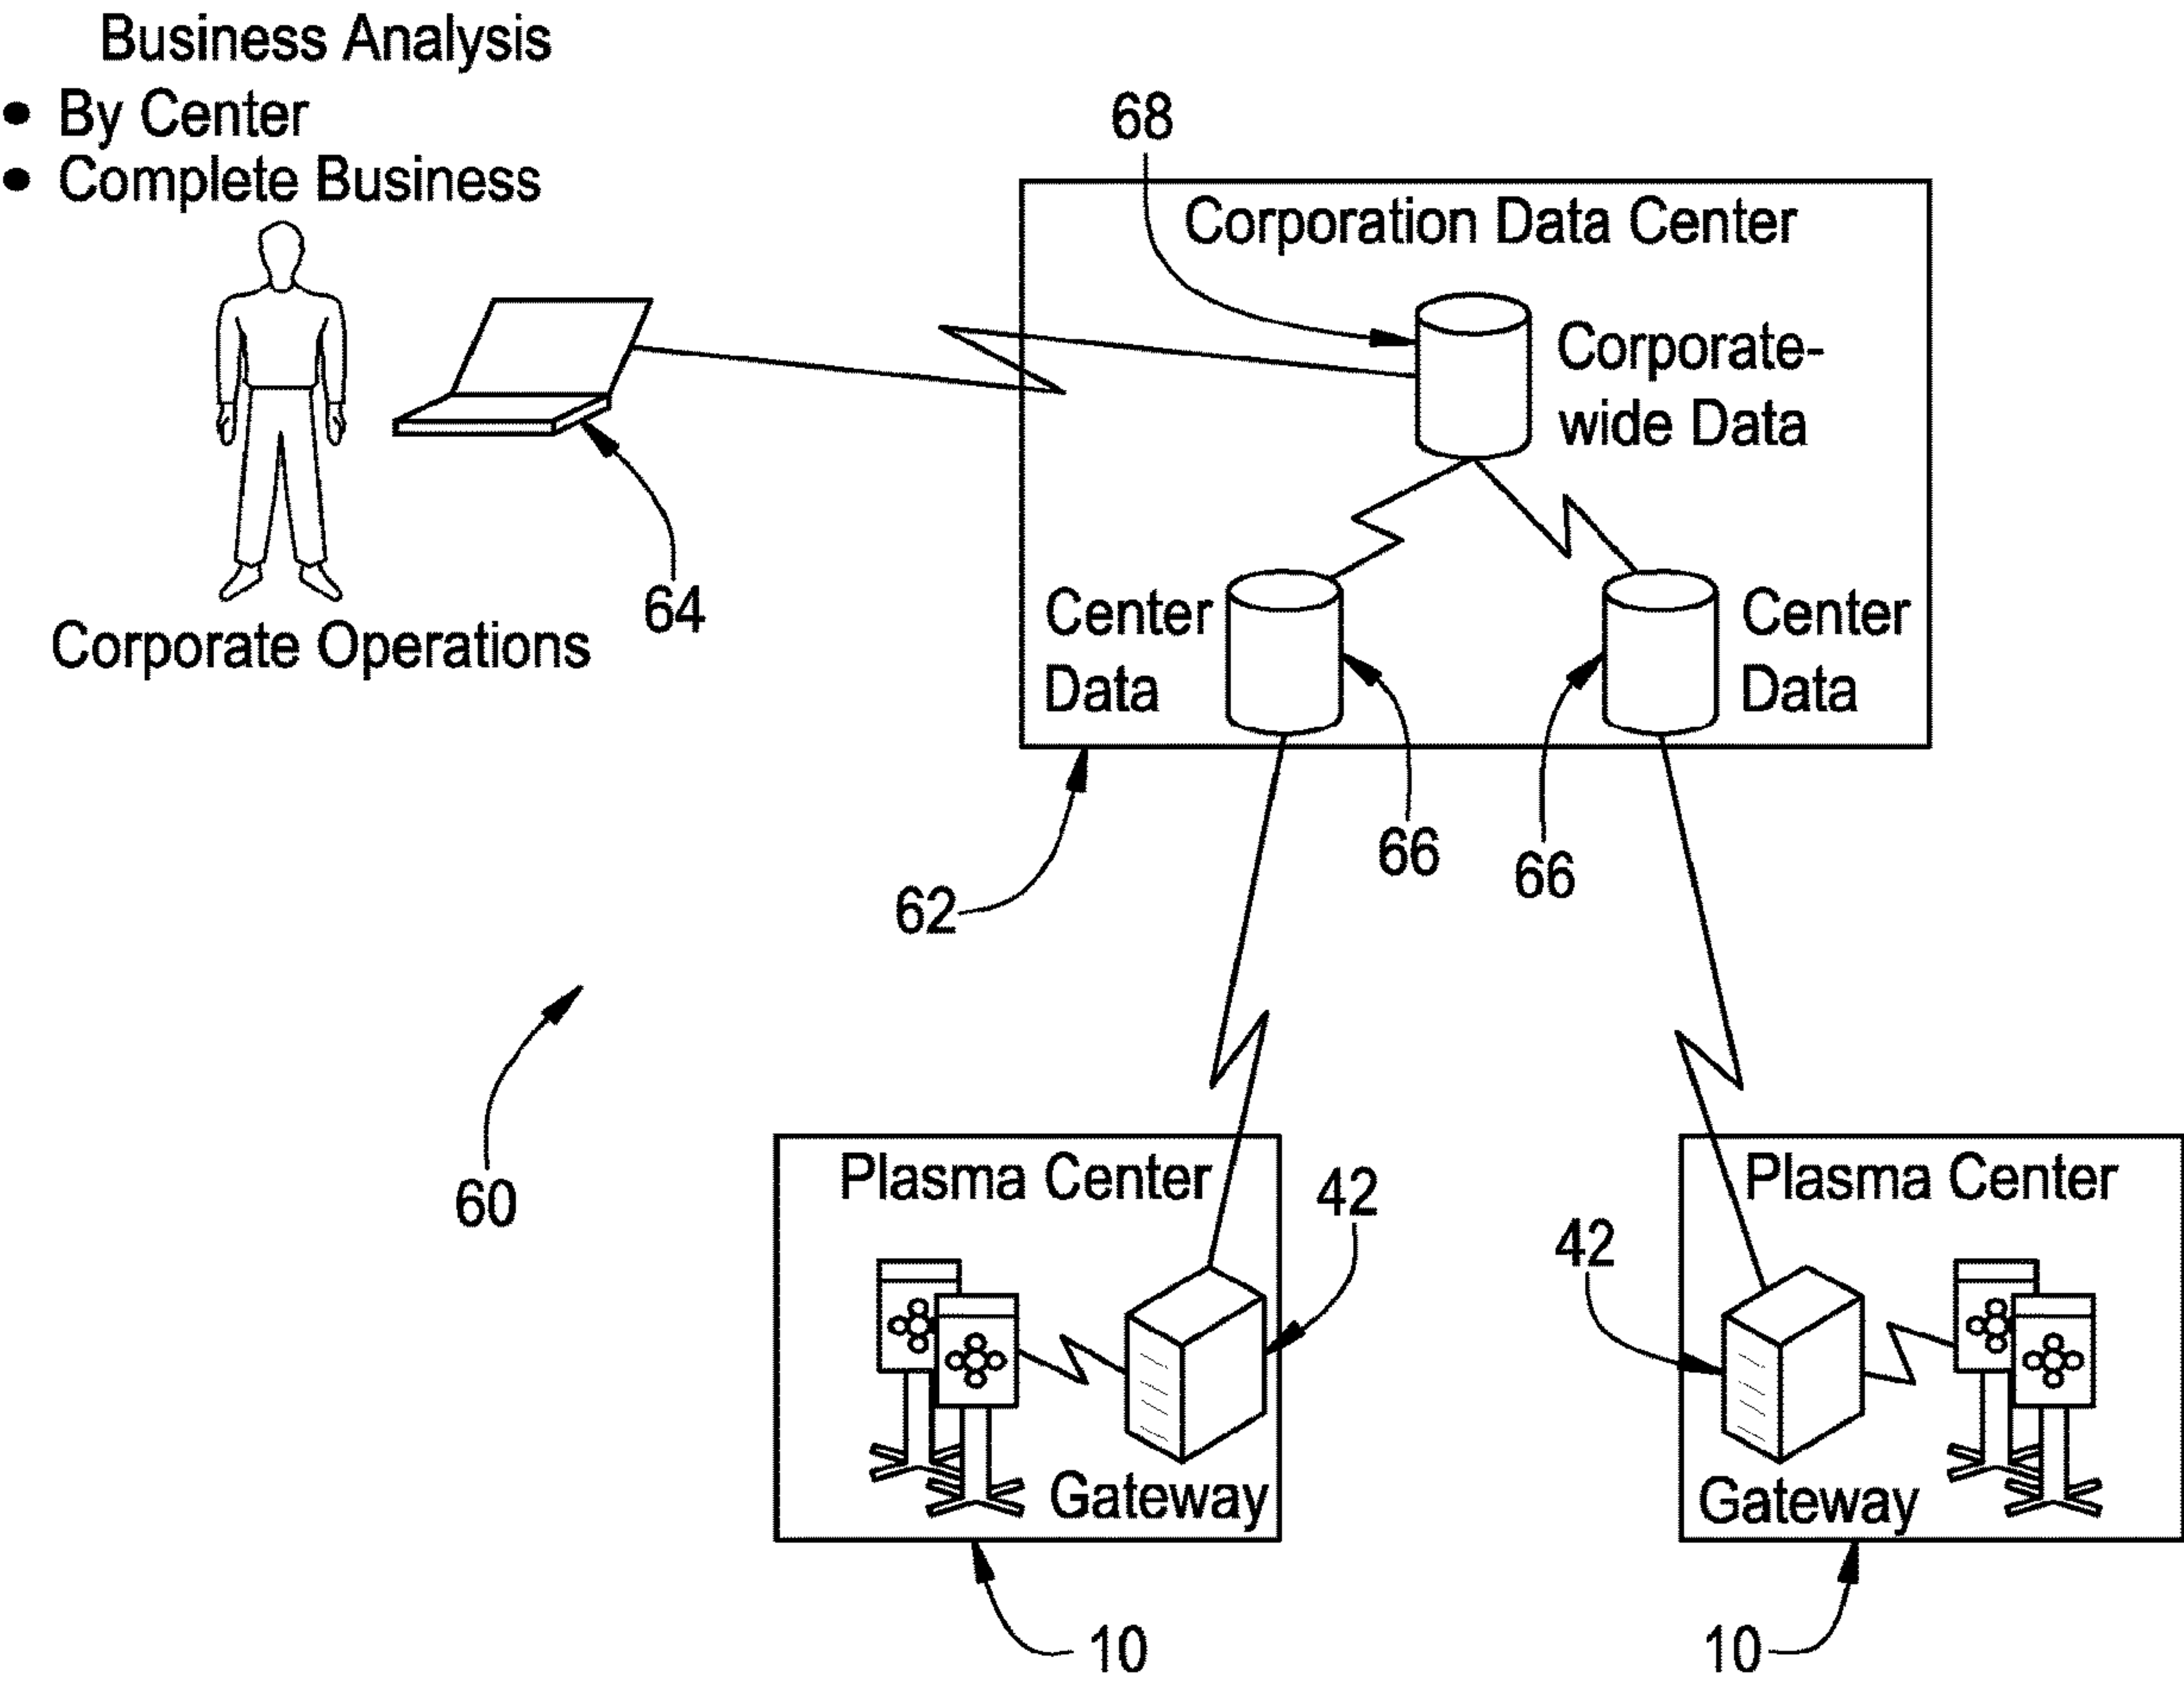 Business Analysis
• By Center
• Complete Business
68
Corporation Data Center
Corporate-
wide Data
64
Corporate Operations
Center
Data
Center
Data
66
66
62
60
Plasma Center
42
Gateway
10
Plasma Center
42
Gateway
10